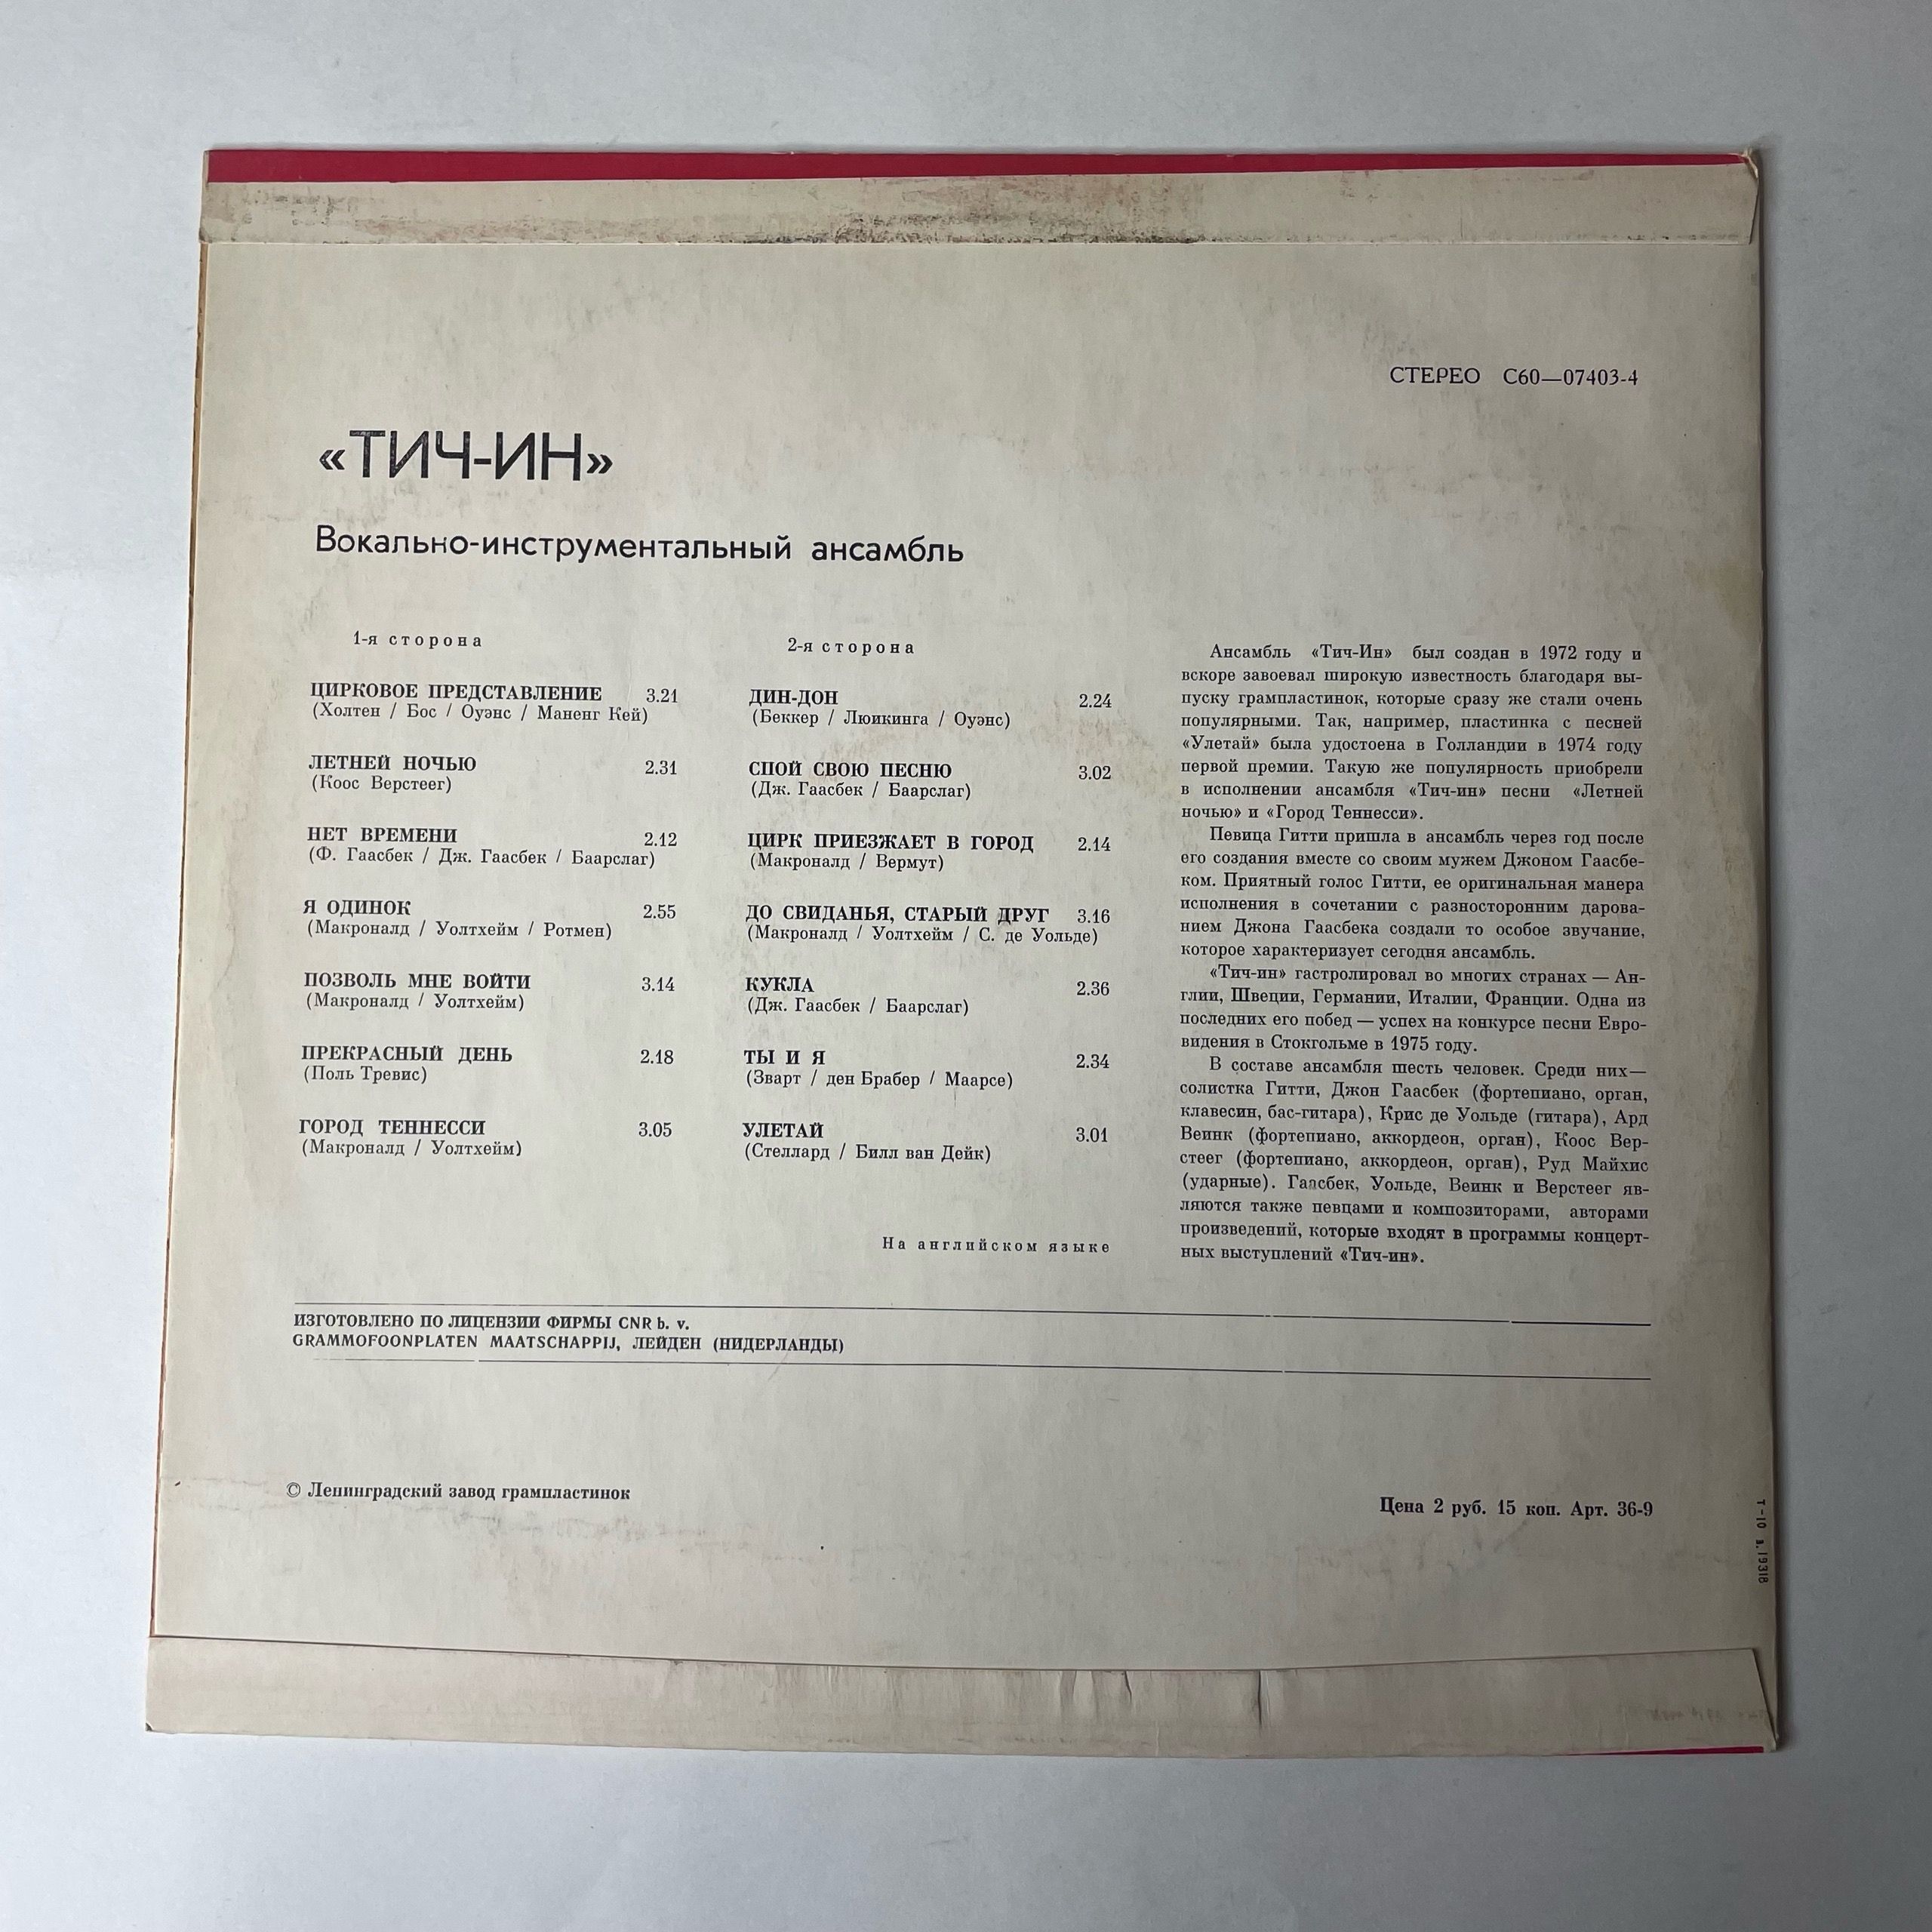 СТЕРЕО С60—07403-4
«ТИЧ-ИН»
Вокально-инструментальный ансамбль
1-я сторона
ЦИРКОВОЕ ПРЕДСТАВЛЕНИЕ 3.21
(Холтен / Бос / Оуэнс / Маненг Кей)
ЛЕТНЕЙ НОЧЬЮ 2.31
(Коос Верстеег)
НЕТ ВРЕМЕНИ 2.12
(Ф. Гаасбек / Дж. Гаасбек / Баарслаг)
Я ОДИНОК 2.55
(Макроналд / Уолтхейм / Ротмен)
ПОЗВОЛЬ МНЕ ВОЙТИ 3.14
(Макроналд / Уолтхейм)
ПРЕКРАСНЫЙ ДЕНЬ 2.18
(Поль Тревис)
ГОРОД ТЕННЕССИ 3.05
(Макроналд / Уолтхейм)
2-я сторона
ДИН-ДОН 2.24
(Беккер / Люикинга / Оуэнс)
СПОЙ СВОЮ ПЕСНЮ 3.02
(Дж. Гаасбек / Баарслаг)
ЦИРК ПРИЕЗЖАЕТ В ГОРОД 2.14
(Макроналд / Вермут)
ДО СВИДАНЬЯ, СТАРЫЙ ДРУГ 3.16
(Макроналд / Уолтхейм / С. де Уольде)
КУКЛА 2.36
(Дж. Гаасбек / Баарслаг)
ТЫ И Я 2.34
(Зварт / ден Брабер / Маарсе)
УЛЕТАЙ 3.01
(Стеллард / Билл ван Дейк)
На английском языке
Ансамбль «Тич-Ин» был создан в 1972 году и
вскоре завоевал широкую известность благодаря вы-
пуску грампластинок, которые сразу же стали очень
популярными. Так, например, пластинка с песней
«Улетай» была удостоена в Голландии в 1974 году
первой премии. Такую же популярность приобрели
в исполнении ансамбля «Тич-ин» песни «Летней
ночью» и «Город Теннесси».
Певица Гитти пришла в ансамбль через год после
его создания вместе со своим мужем Джоном Гаасбе-
ком. Приятный голос Гитти, ее оригинальная манера
исполнения в сочетании с разносторонним дарова-
нием Джона Гаасбека создали то особое звучание,
которое характеризует сегодня ансамбль.
«Тич-ин» гастролировал во многих странах — Ан-
глии, Швеции, Германии, Италии, Франции. Одна из
последних его побед — успех на конкурсе песни Евро-
видения в Стокгольме в 1975 году.
В составе ансамбля шесть человек. Среди них—
солистка Гитти, Джон Гаасбек (фортепиано, орган,
клавесин, бас-гитара), Крис де Уольде (гитара), Ард
Веинк (фортепиано, аккордеон, орган), Коос Вер-
стеег (фортепиано, аккордеон, орган), Руд Майхис
(ударные). Гаасбек, Уольде, Веинк и Верстеег яв-
ляются также певцами и композиторами, авторами
произведений, которые входят в программы концерт-
ных выступлений «Тич-ин».
ИЗГОТОВЛЕНО ПО ЛИЦЕНЗИИ ФИРМЫ CNR b. v.
GRAMMOFOONPLATEN MAATSCHAPPIJ, ЛЕЙДЕН (НИДЕРЛАНДЫ)
© Ленинградский завод грампластинок
Цена 2 руб. 15 коп. Арт. 36-9
Т-10 з.19318